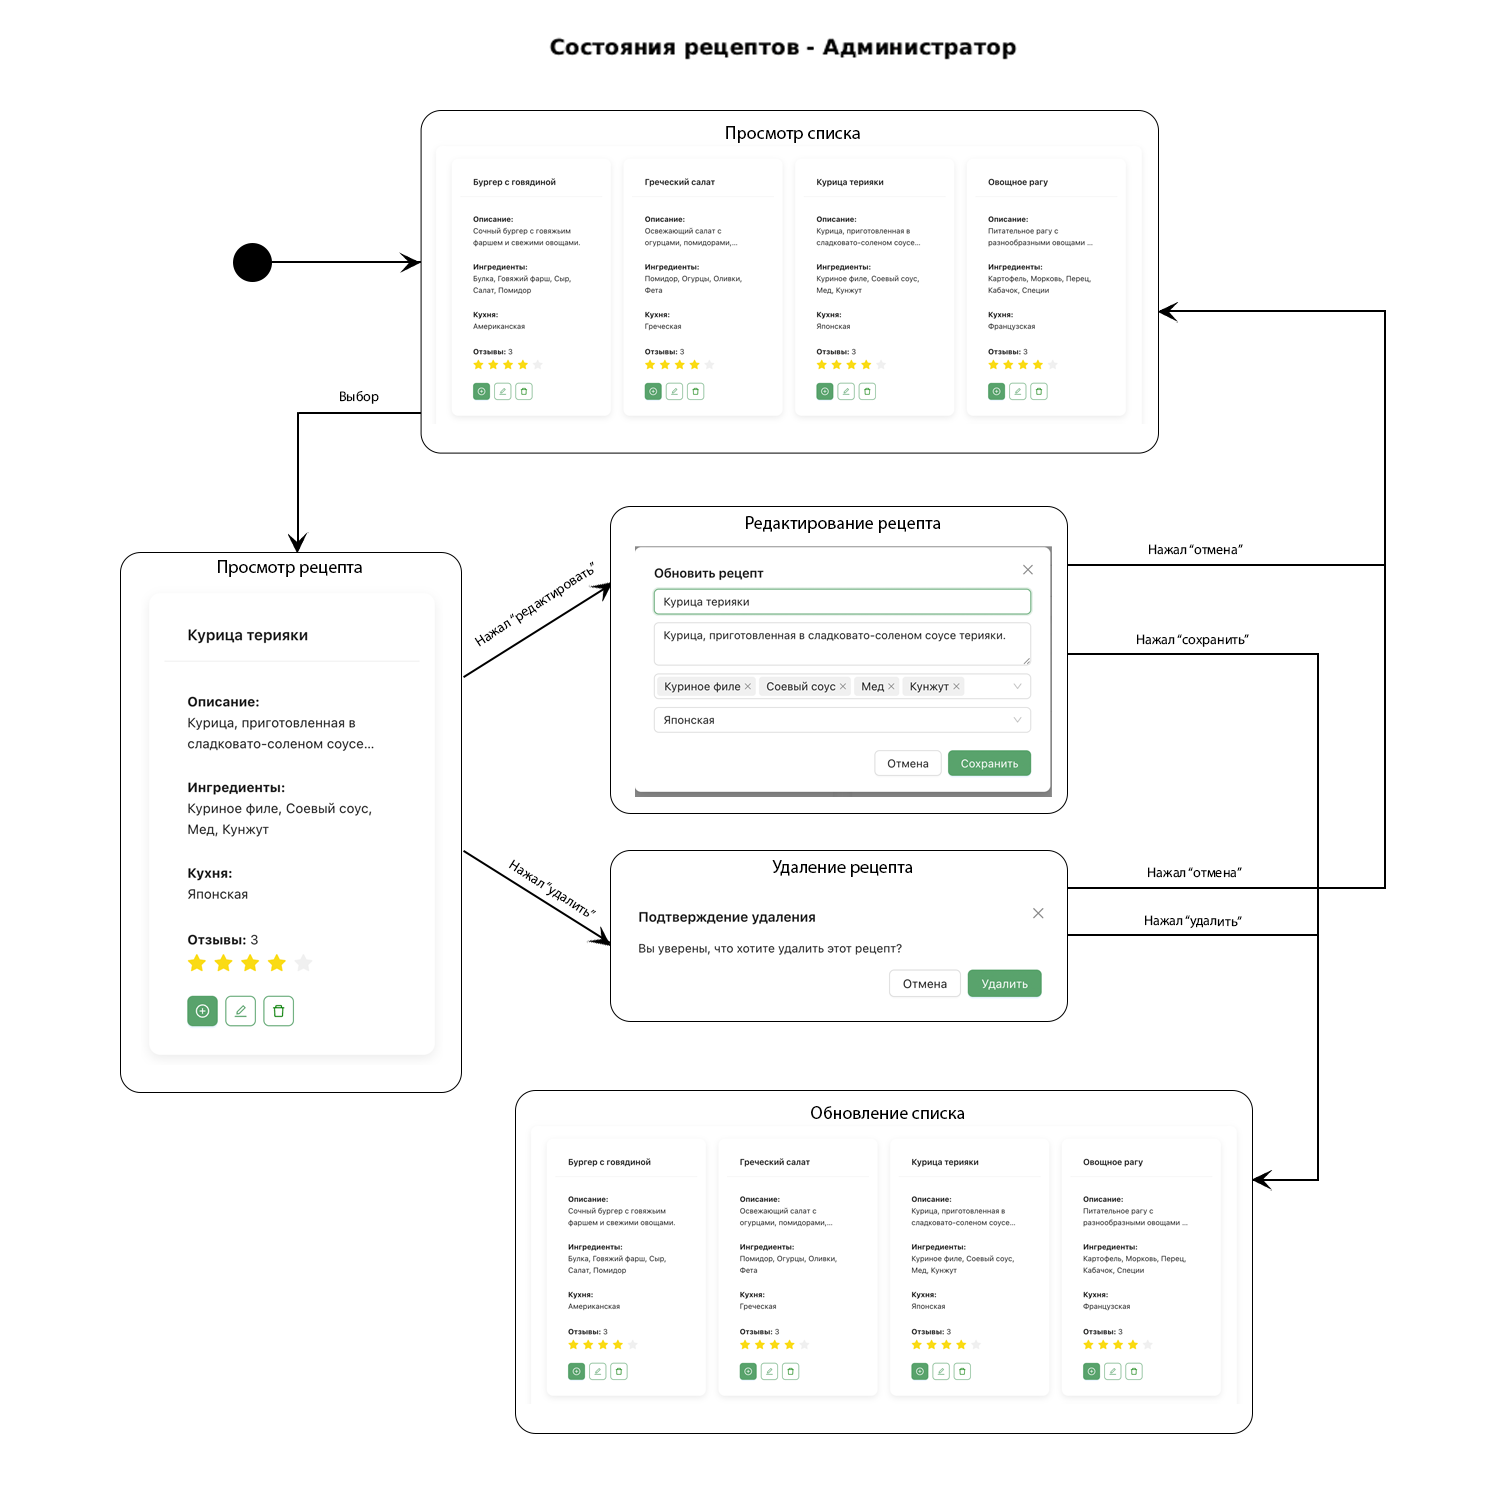 Состояния рецептов - Администратор
Просмотр списка
Бургер с говядиной
Описание:
Сочный бургер с говяжьим
фаршем и свежими овощами.
Ингредиенты:
Булка, Говяжий фарш, Сыр,
Салат, Помидор
Кухня:
Американская
Отзывы: 3
Греческий салат
Описание:
Освежающий салат с
огурцами, помидорами,...
Ингредиенты:
Помидор, Огурцы, Оливки,
Фета
Кухня:
Греческая
Отзывы: 3
Курица терияки
Описание:
Курица, приготовленная в
сладковато-соленом соусе...
Ингредиенты:
Куриное филе, Соевый соус,
Мед, Кунжут
Кухня:
Японская
Отзывы: 3
Овощное рагу
Описание:
Питательное рагу с
разнообразными овощами ...
Ингредиенты:
Картофель, Морковь, Перец,
Кабачок, Специи
Кухня:
Французская
Отзывы: 3
Выбор
Просмотр рецепта
Курица терияки
Описание:
Курица, приготовленная в
сладковато-соленом соусе...
Ингредиенты:
Куриное филе, Соевый соус,
Мед, Кунжут
Кухня:
Японская
Отзывы: 3
Нажал "редактировать"
Нажал "удалить"
Редактирование рецепта
Обновить рецепт
Курица терияки
Курица, приготовленная в сладковато-соленом соусе терияки.
Куриное филе Соевый соус Мед Кунжут
Японская
Отмена Сохранить
Нажал "отмена"
Нажал "сохранить"
Удаление рецепта
Подтверждение удаления
Вы уверены, что хотите удалить этот рецепт?
Отмена Удалить
Нажал "отмена"
Нажал "удалить"
Обновление списка
Бургер с говядиной
Описание:
Сочный бургер с говяжьим
фаршем и свежими овощами.
Ингредиенты:
Булка, Говяжий фарш, Сыр,
Салат, Помидор
Кухня:
Американская
Отзывы: 3
Греческий салат
Описание:
Освежающий салат с
огурцами, помидорами,...
Ингредиенты:
Помидор, Огурцы, Оливки,
Фета
Кухня:
Греческая
Отзывы: 3
Курица терияки
Описание:
Курица, приготовленная в
сладковато-соленом соусе...
Ингредиенты:
Куриное филе, Соевый соус,
Мед, Кунжут
Кухня:
Японская
Отзывы: 3
Овощное рагу
Описание:
Питательное рагу с
разнообразными овощами ...
Ингредиенты:
Картофель, Морковь, Перец,
Кабачок, Специи
Кухня:
Французская
Отзывы: 3